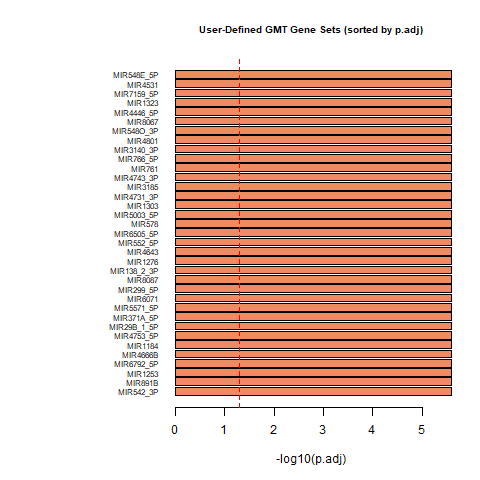 User-Defined GMT Gene Sets (sorted by p.adj)
MIR548E_5P
MIR4531
MIR7159_5P
MIR1323
MIR4446_5P
MIR8067
MIR548O_3P
MIR4801
MIR3140_3P
MIR766_5P
MIR761
MIR4743_3P
MIR3185
MIR4731_3P
MIR1303
MIR5003_5P
MIR578
MIR6505_5P
MIR552_5P
MIR4643
MIR1276
MIR138_2_3P
MIR8087
MIR299_5P
MIR6071
MIR5571_5P
MIR371A_5P
MIR29B_1_5P
MIR4753_5P
MIR1184
MIR4666B
MIR6792_5P
MIR1253
MIR891B
MIR542_3P
0 1 2 3 4 5
-log10(p.adj)